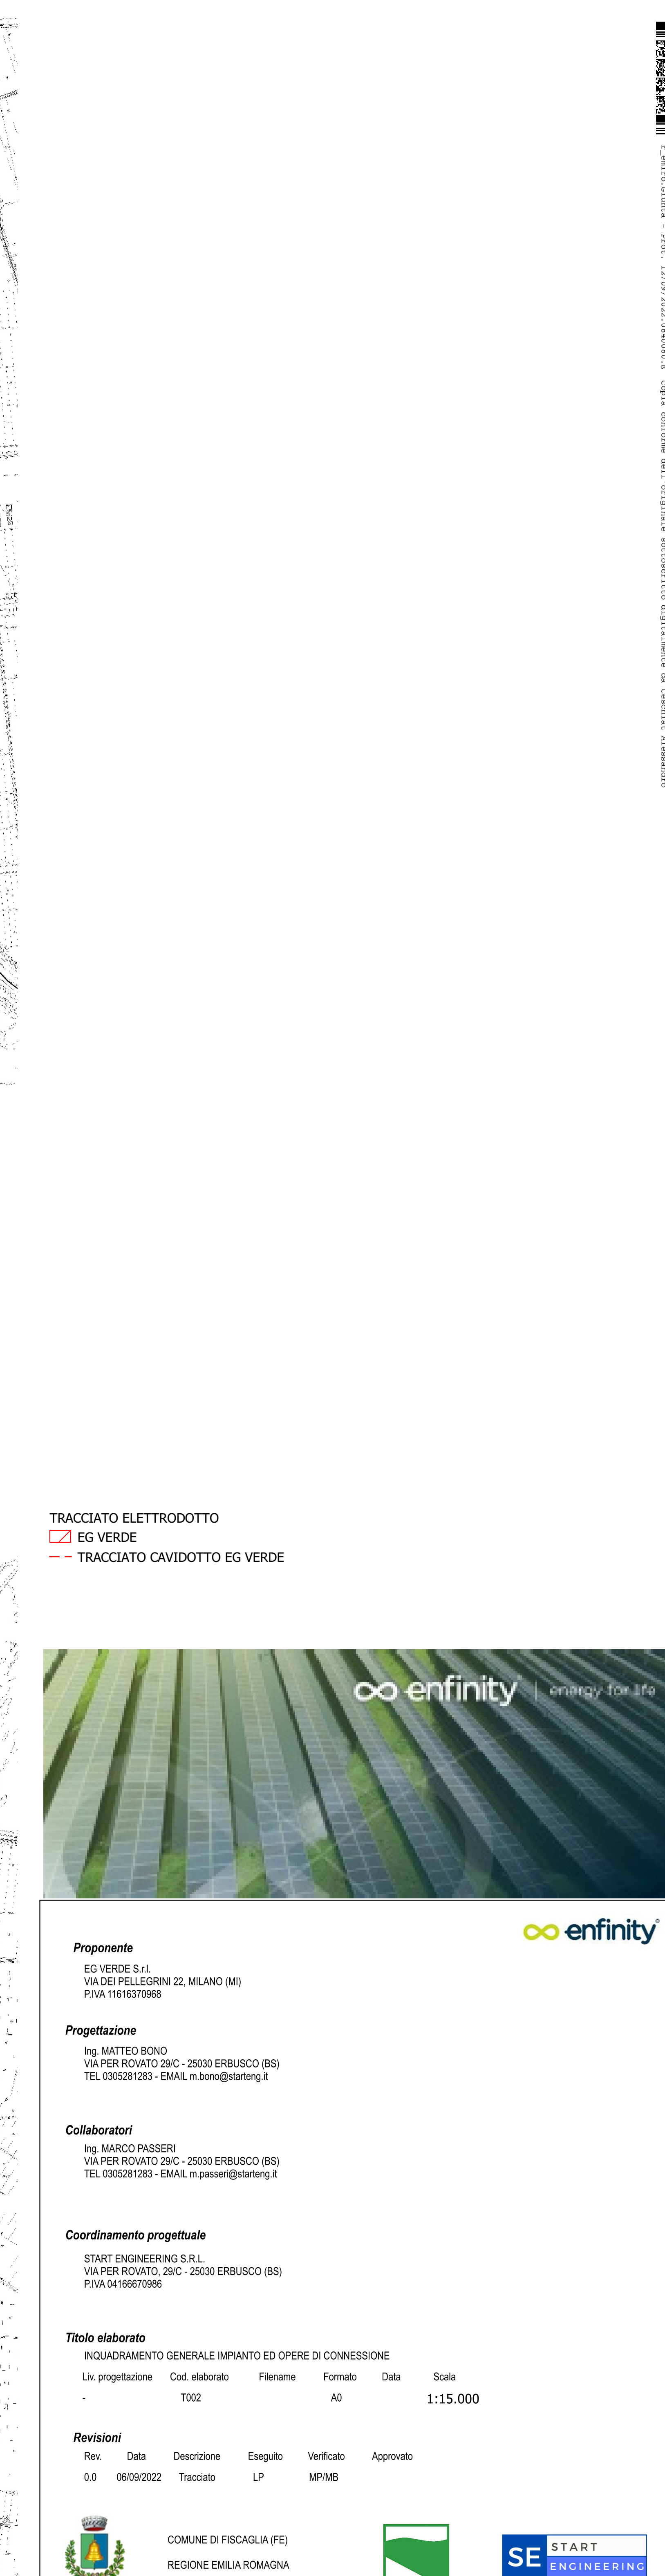 TRACCIATO ELETTRODOTTO
EG VERDE
TRACCIATO CAVIDOTTO EG VERDE
enfinity | energy for life
enfinity
Proponente
EG VERDE S.r.l.
VIA DEI PELLEGRINI 22, MILANO (MI)
P.IVA 11616370968
Progettazione
Ing. MATTEO BONO
VIA PER ROVATO 29/C - 25030 ERBUSCO (BS)
TEL 0305281283 - EMAIL m.bono@starteng.it
Collaboratori
Ing. MARCO PASSERI
VIA PER ROVATO 29/C - 25030 ERBUSCO (BS)
TEL 0305281283 - EMAIL m.passeri@starteng.it
Coordinamento progettuale
START ENGINEERING S.R.L.
VIA PER ROVATO, 29/C - 25030 ERBUSCO (BS)
P.IVA 04166670986
Titolo elaborato
INQUADRAMENTO GENERALE IMPIANTO ED OPERE DI CONNESSIONE
Liv. progettazione Cod. elaborato Filename Formato Data Scala
- T002 A0 1:15.000
Revisioni
Rev. Data Descrizione Eseguito Verificato Approvato
0.0 06/09/2022 Tracciato LP MP/MB
COMUNE DI FISCAGLIA (FE)
REGIONE EMILIA ROMAGNA
SE START
ENGINEERING